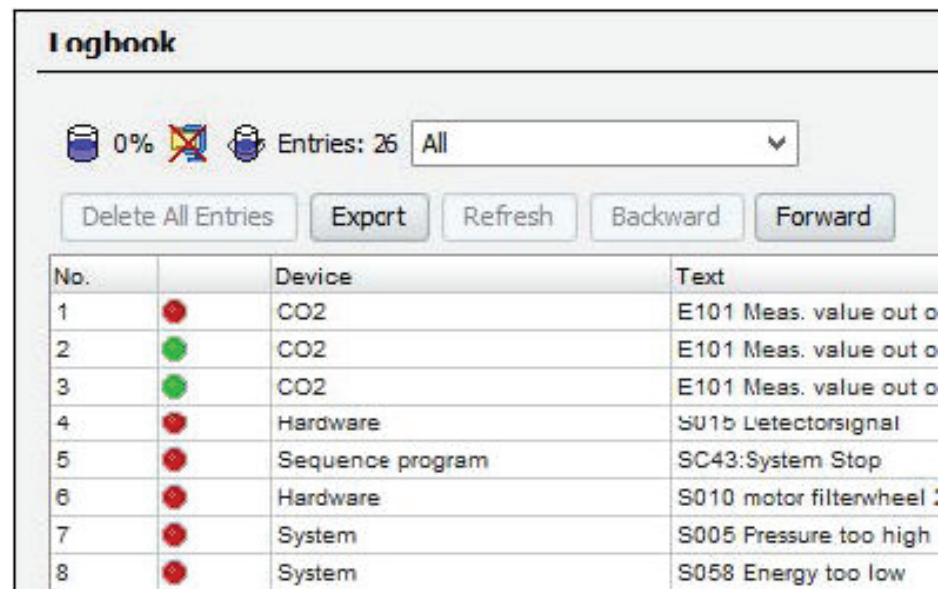 Logbook
0% Entries: 26 All
Delete All Entries Export Refresh Backward Forward
No. Device Text
1 CO2 E101 Meas. value out o
2 CO2 E101 Meas. value out o
3 CO2 E101 Meas. value out o
4 Hardware S015 Detectorsignal
5 Sequence program SC43:System Stop
6 Hardware S010 motor filterwheel 2
7 System S005 Pressure too high
8 System S058 Energy too low